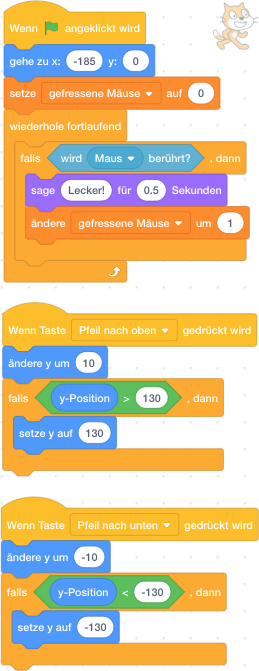 Wenn angeklickt wird
gehe zu x: -185 y: 0
setze gefressene Mäuse auf 0
wiederhole fortlaufend
falls wird Maus berührt? , dann
sage Lecker! für 0.5 Sekunden
ändere gefressene Mäuse um 1
Wenn Taste Pfeil nach oben gedrückt wird
ändere y um 10
falls y-Position > 130 , dann
setze y auf 130
Wenn Taste Pfeil nach unten gedrückt wird
ändere y um -10
falls y-Position < -130 , dann
setze y auf -130